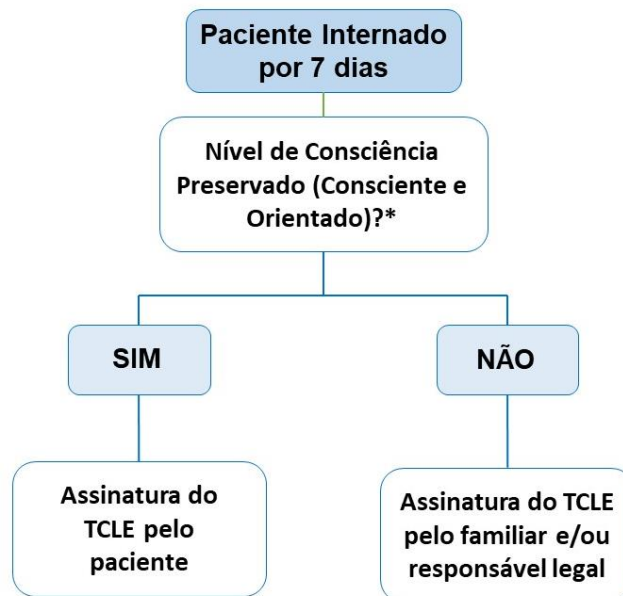 Paciente Internado
por 7 dias
Nível de Consciência
Preservado (Consciente e
Orientado)?*
SIM
NÃO
Assinatura do
TCLE pelo
paciente
Assinatura do TCLE
pelo familiar e/ou
responsável legal